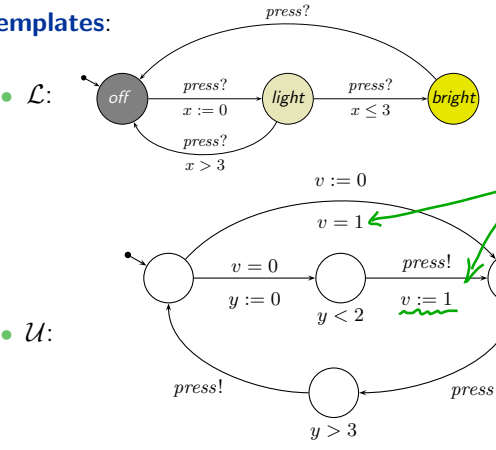 emplates:
press?
• L:
off
press?
x := 0
light
press?
x ≤ 3
bright
press?
x > 3
v := 0
v = 1
v = 0
y := 0
press!
v := 1
y < 2
• U:
press!
press
y > 3